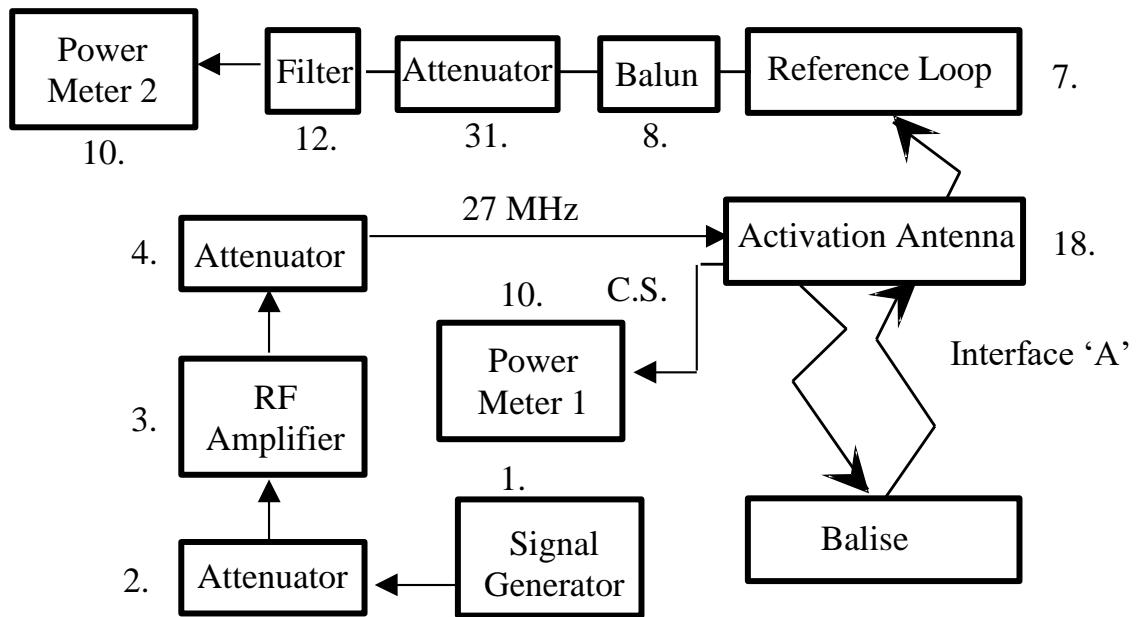 Power
Meter 2
10.
Filter
12.
Attenuator
31.
Balun
8.
Reference Loop
7.
27 MHz
4.
Attenuator
Activation Antenna
18.
C.S.
10.
Power
Meter 1
Interface ‘A’
3.
RF
Amplifier
1.
Signal
Generator
2.
Attenuator
Balise